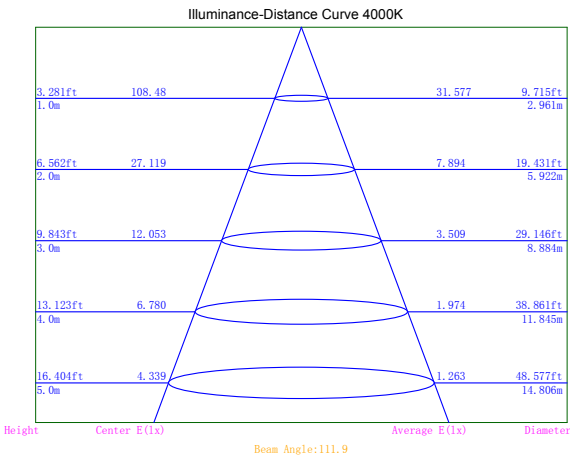 Illuminance-Distance Curve 4000K
3.281ft 108.48 31.577 9.715ft
1.0m 2.961m
6.562ft 27.119 7.894 19.431ft
2.0m 5.922m
9.843ft 12.053 3.509 29.146ft
3.0m 8.884m
13.123ft 6.780 1.974 38.861ft
4.0m 11.845m
16.404ft 4.339 1.263 48.577ft
5.0m 14.806m
Height Center E(lx) Average E(lx) Diameter
Beam Angle:111.9